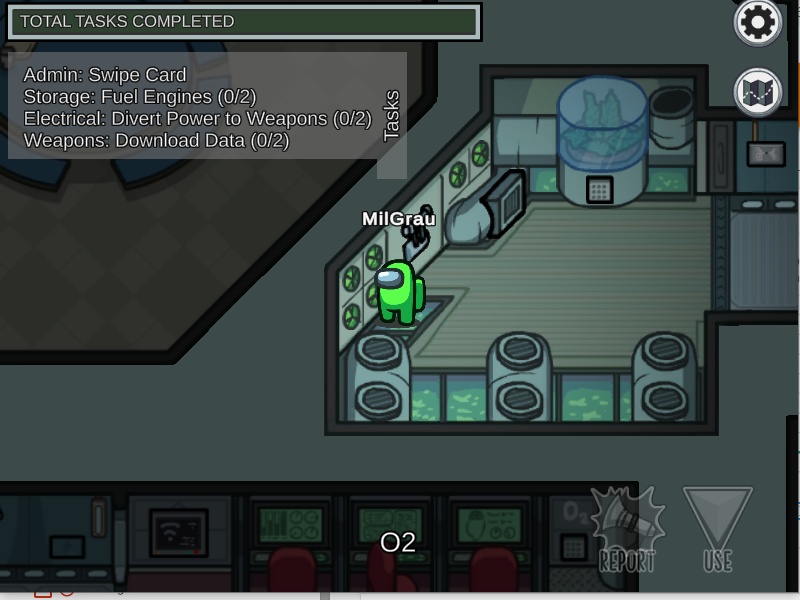 TOTAL TASKS COMPLETED
Admin: Swipe Card
Storage: Fuel Engines (0/2)
Electrical: Divert Power to Weapons (0/2)
Weapons: Download Data (0/2)
Tasks
MilGrau
O2
O2
REPORT
USE